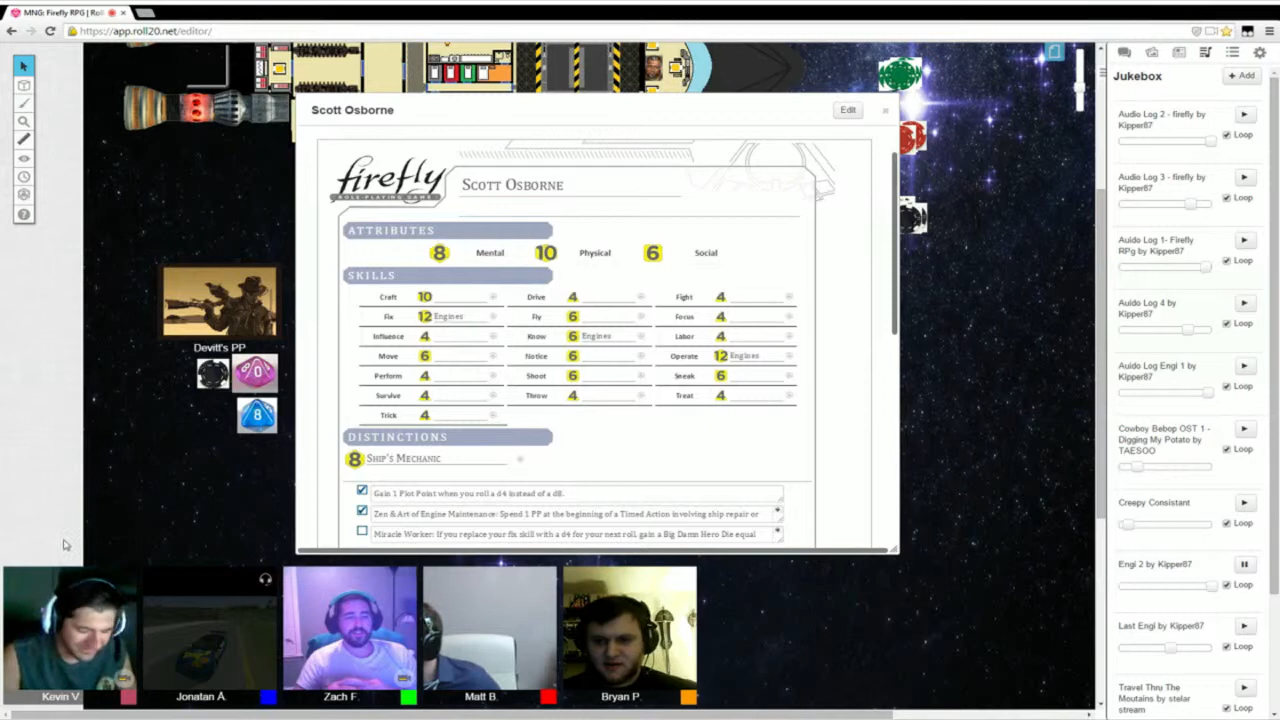 MNG: Firefly RPG | Roll
https://app.roll20.net/editor/
Scott Osborne
Edit
firefly
ROLE-PLAYING GAME
SCOTT OSBORNE
ATTRIBUTES
8 Mental 10 Physical 6 Social
SKILLS
Craft 10 Drive 4 Fight 4
Fix 12 Engines Fly 6 Focus 4
Influence 4 Know 6 Engines Labor 4
Move 6 Notice 6 Operate 12 Engines
Perform 4 Shoot 6 Sneak 6
Survive 4 Throw 4 Treat 4
Trick 4
DISTINCTIONS
8 SHIP'S MECHANIC
Gain 1 Plot Point when you roll a d4 instead of a d8.
Zen & Art of Engine Maintenance: Spend 1 PP at the beginning of a Timed Action involving ship repair or
Miracle Worker: If you replace your fix skill with a d4 for your next roll, gain a Big Damn Hero Die equal
Devitt's PP
0
8
Kevin V.
Jonatan A.
Zach F.
Matt B.
Bryan P.
Jukebox
+ Add
Audio Log 2 - firefly by
Kipper87
Loop
Audio Log 3 - firefly by
Kipper87
Loop
Auido Log 1- Firefly
RPg by Kipper87
Loop
Auido Log 4 by
Kipper87
Loop
Auido Log Engi 1 by
Kipper87
Loop
Cowboy Bebop OST 1 -
Digging My Potato by
TAESOO
Loop
Creepy Consistant
Loop
Engi 2 by Kipper87
Loop
Last Engi by Kipper87
Loop
Travel Thru The
Moutains by stelar
stream
Loop